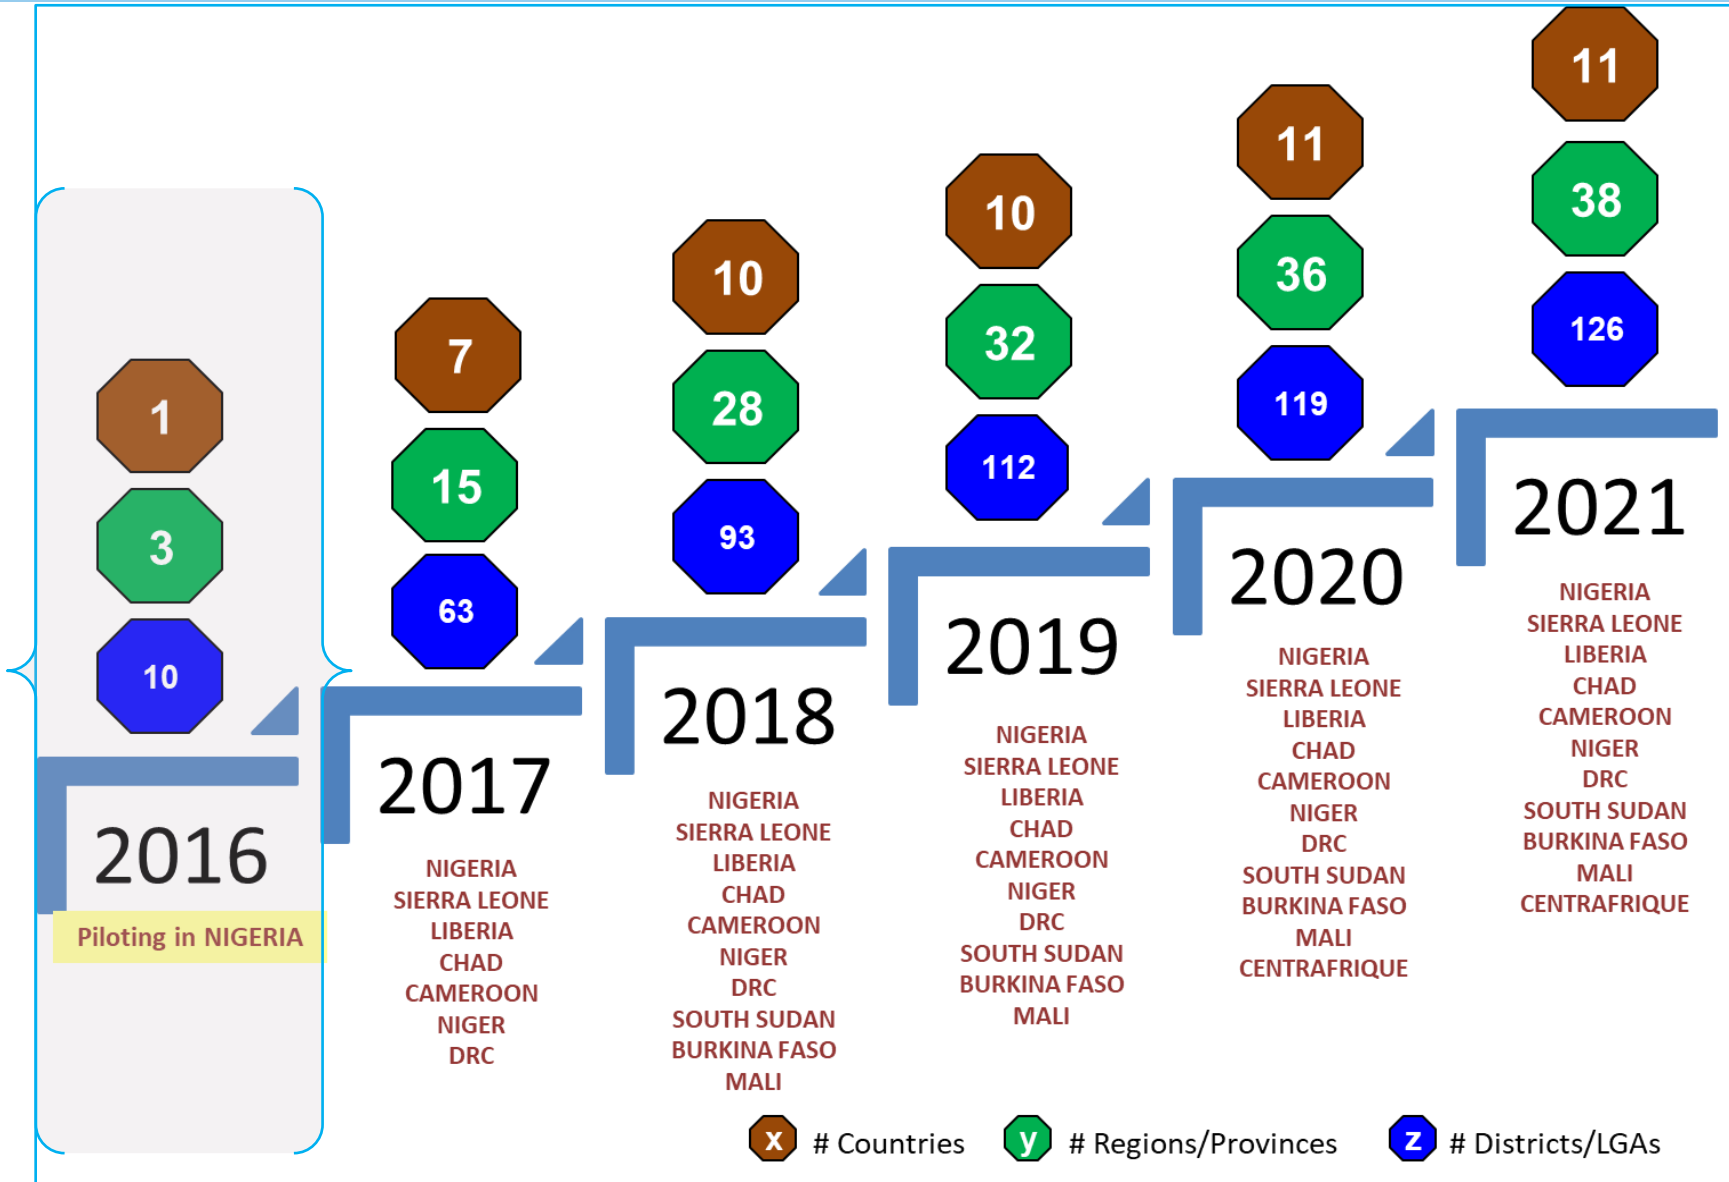 1
3
10
2016
Piloting in NIGERIA
7
15
63
2017
NIGERIA
SIERRA LEONE
LIBERIA
CHAD
CAMEROON
NIGER
DRC
10
28
93
2018
NIGERIA
SIERRA LEONE
LIBERIA
CHAD
CAMEROON
NIGER
DRC
SOUTH SUDAN
BURKINA FASO
MALI
10
32
112
2019
NIGERIA
SIERRA LEONE
LIBERIA
CHAD
CAMEROON
NIGER
DRC
SOUTH SUDAN
BURKINA FASO
MALI
11
36
119
2020
NIGERIA
SIERRA LEONE
LIBERIA
CHAD
CAMEROON
NIGER
DRC
SOUTH SUDAN
BURKINA FASO
MALI
CENTRAFRIQUE
11
38
126
2021
NIGERIA
SIERRA LEONE
LIBERIA
CHAD
CAMEROON
NIGER
DRC
SOUTH SUDAN
BURKINA FASO
MALI
CENTRAFRIQUE
x # Countries
y # Regions/Provinces
z # Districts/LGAs